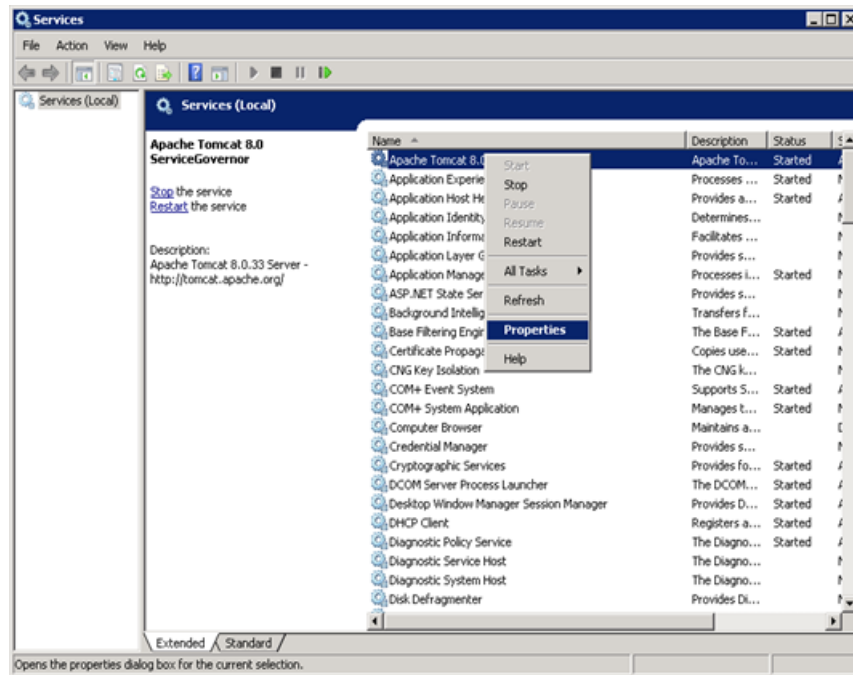 Services
File Action View Help
Services (Local)
Services (Local)
Apache Tomcat 8.0
ServiceGovernor
Stop the service
Restart the service
Description:
Apache Tomcat 8.0.33 Server -
http://tomcat.apache.org/
Name Description Status
Apache Tomcat 8.0 Apache To... Started
Application Experie Processes ... Started
Application Host He Provides a... Started
Application Identity Determines...
Application Informa Facilitates ...
Application Layer G Provides s...
Application Manage Processes i... Started
ASP.NET State Ser Provides s...
Background Intellig Transfers f...
Base Filtering Engir The Base F... Started
Certificate Propaga Copies use... Started
CNG Key Isolation The CNG k...
COM+ Event System Supports S... Started
COM+ System Application Manages t... Started
Computer Browser Maintains a...
Credential Manager Provides s...
Cryptographic Services Provides fo... Started
DCOM Server Process Launcher The DCOM... Started
Desktop Window Manager Session Manager Provides D... Started
DHCP Client Registers a... Started
Diagnostic Policy Service The Diagno... Started
Diagnostic Service Host The Diagno...
Diagnostic System Host The Diagno...
Disk Defragmenter Provides Di...
Start
Stop
Pause
Resume
Restart
All Tasks
Refresh
Properties
Help
Extended Standard
Opens the properties dialog box for the current selection.